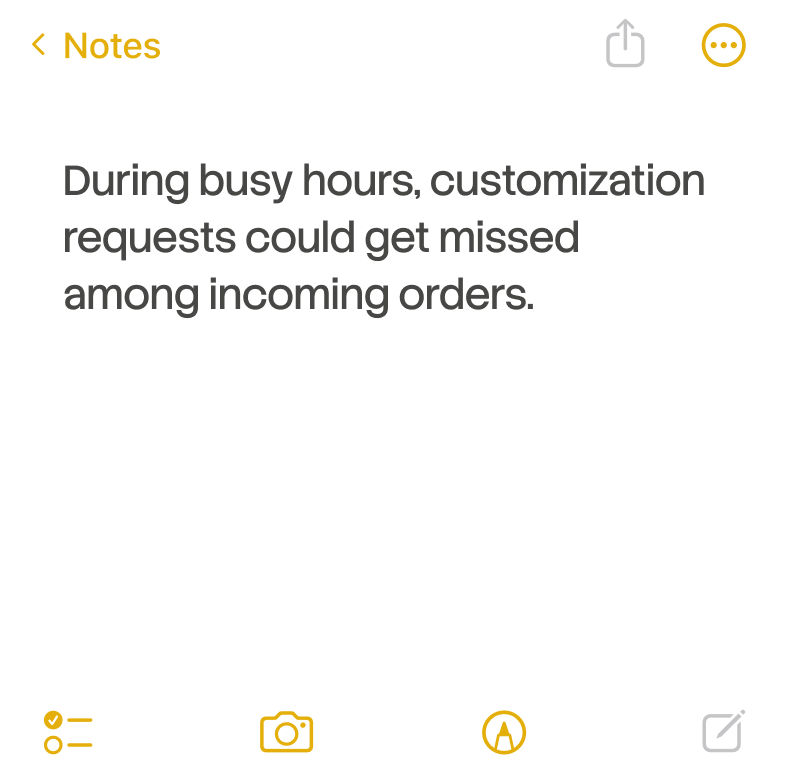 Notes
During busy hours, customization
requests could get missed
among incoming orders.